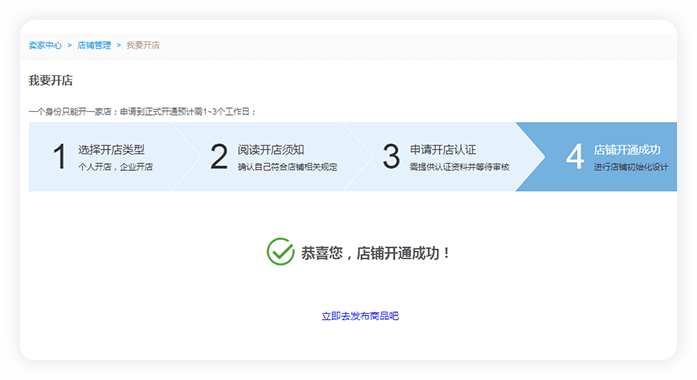 卖家中心 > 店铺管理 > 我要开店
我要开店
一个身份只能开一家店；申请到正式开通预计需1~3个工作日；
1 选择开店类型
个人开店，企业开店
2 阅读开店须知
确认自己符合店铺相关规定
3 申请开店认证
需提供认证资料并等待审核
4 店铺开通成功
进行店铺初始化设计
恭喜您，店铺开通成功！
立即去发布商品吧